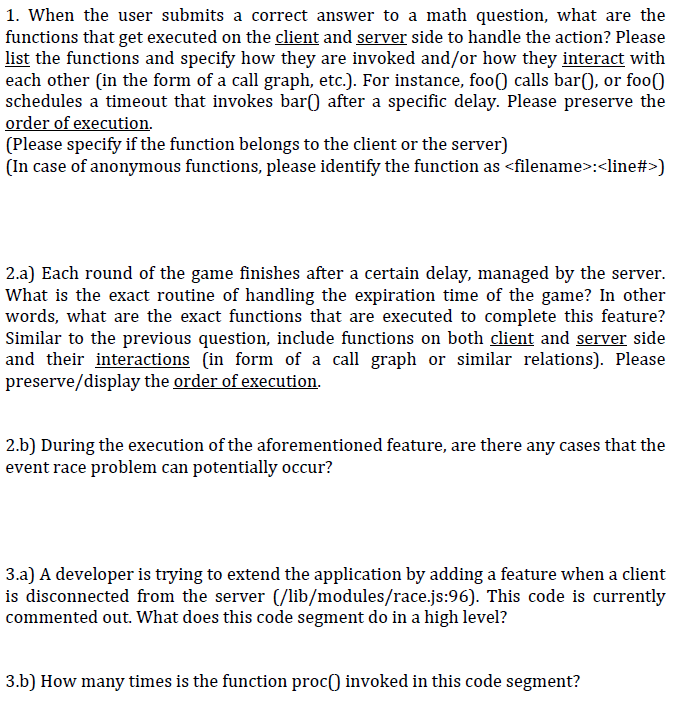 1. When the user submits a correct answer to a math question, what are the
functions that get executed on the client and server side to handle the action? Please
list the functions and specify how they are invoked and/or how they interact with
each other (in the form of a call graph, etc.). For instance, foo() calls bar(), or foo()
schedules a timeout that invokes bar() after a specific delay. Please preserve the
order of execution.
(Please specify if the function belongs to the client or the server)
(In case of anonymous functions, please identify the function as <filename>:<line#>)
2.a) Each round of the game finishes after a certain delay, managed by the server.
What is the exact routine of handling the expiration time of the game? In other
words, what are the exact functions that are executed to complete this feature?
Similar to the previous question, include functions on both client and server side
and their interactions (in form of a call graph or similar relations). Please
preserve/display the order of execution.
2.b) During the execution of the aforementioned feature, are there any cases that the
event race problem can potentially occur?
3.a) A developer is trying to extend the application by adding a feature when a client
is disconnected from the server (/lib/modules/race.js:96). This code is currently
commented out. What does this code segment do in a high level?
3.b) How many times is the function proc() invoked in this code segment?